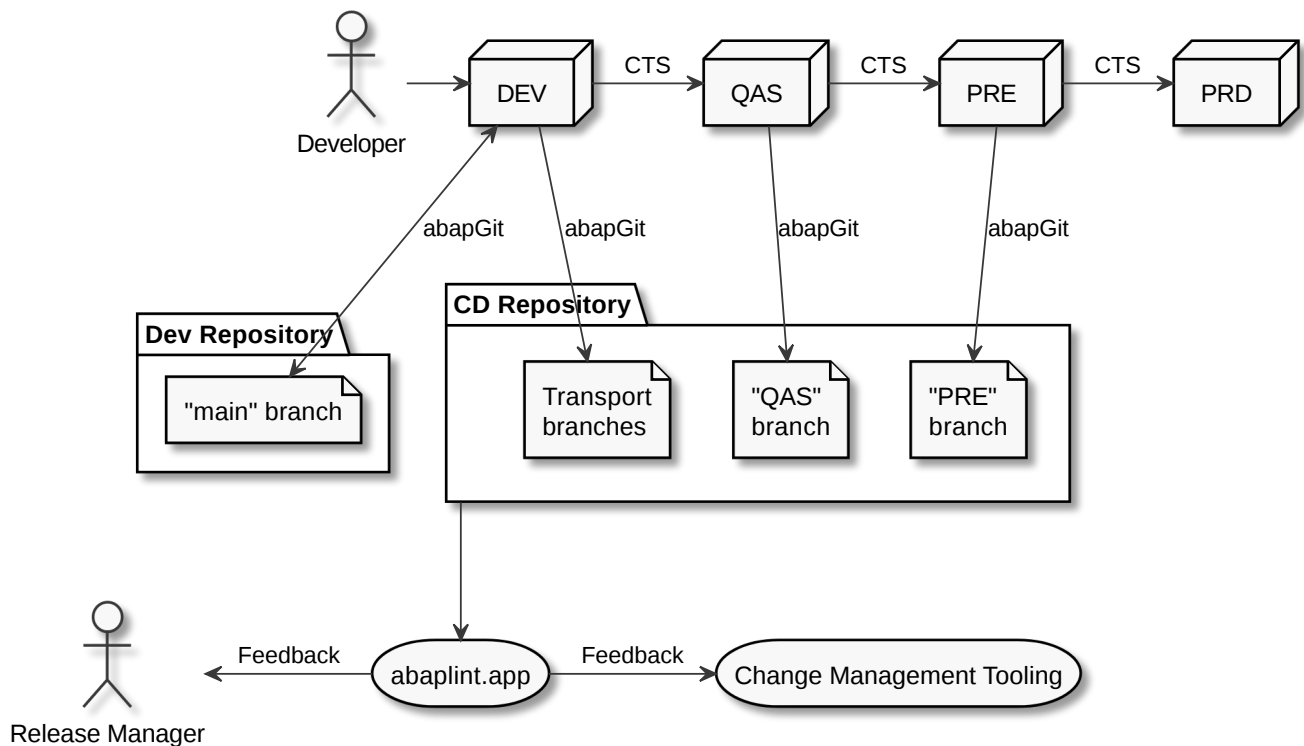 CTS
CTS
CTS
DEV
QAS
PRE
PRD
Developer
abapGit
abapGit
abapGit
abapGit
CD Repository
Dev Repository
"main" branch
Transport
branches
"QAS"
branch
"PRE"
branch
Feedback
Feedback
abaplint.app
Change Management Tooling
Release Manager